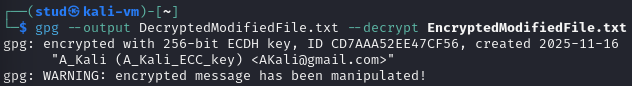 ┌──(stud㉿kali-vm)-[~]
└─$ gpg --output DecryptedModifiedFile.txt --decrypt EncryptedModifiedFile.txt
gpg: encrypted with 256-bit ECDH key, ID CD7AAA52EE47CF56, created 2025-11-16
      "A_Kali (A_Kali_ECC_key) <AKali@gmail.com>"
gpg: WARNING: encrypted message has been manipulated!